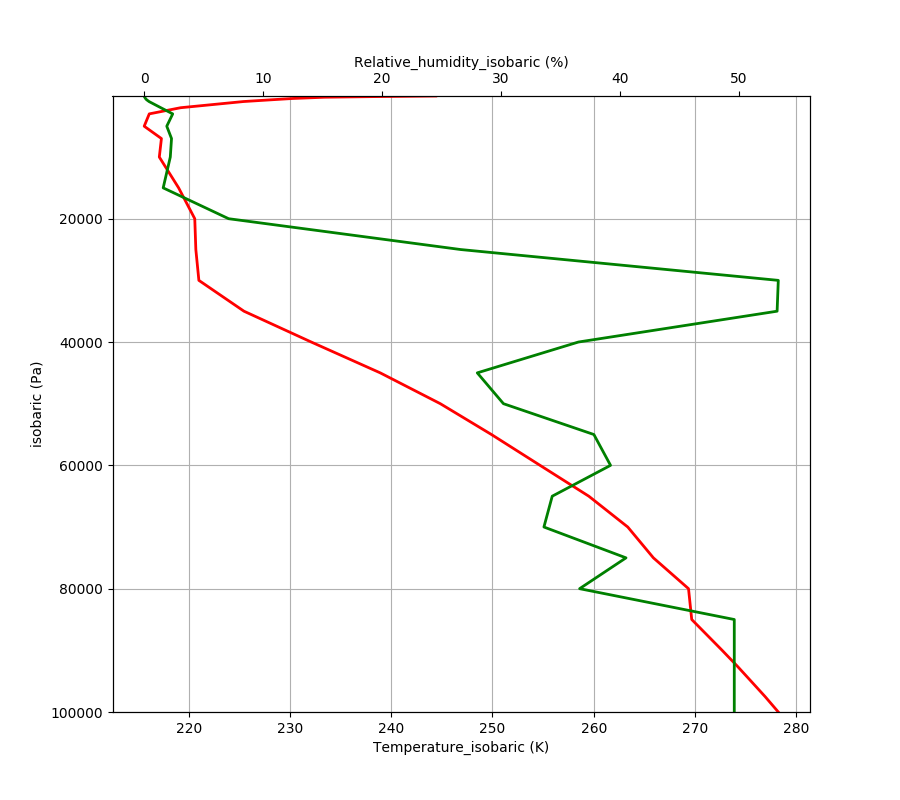 Relative_humidity_isobaric (%)
0 10 20 30 40 50
isobaric (Pa)
20000
40000
60000
80000
100000
220 230 240 250 260 270 280
Temperature_isobaric (K)